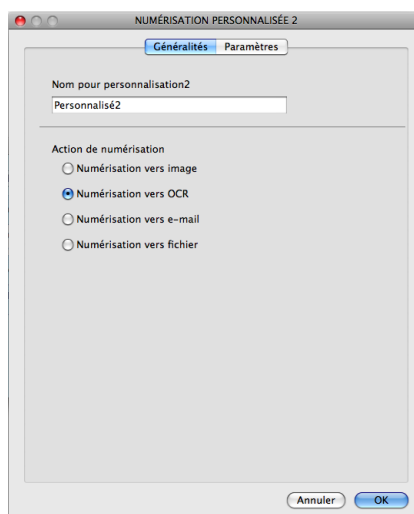 NUMÉRISATION PERSONNALISÉE 2
Généralités Paramètres
Nom pour personnalisation2
Personnalisé2
Action de numérisation
Numérisation vers image
Numérisation vers OCR
Numérisation vers e-mail
Numérisation vers fichier
Annuler OK